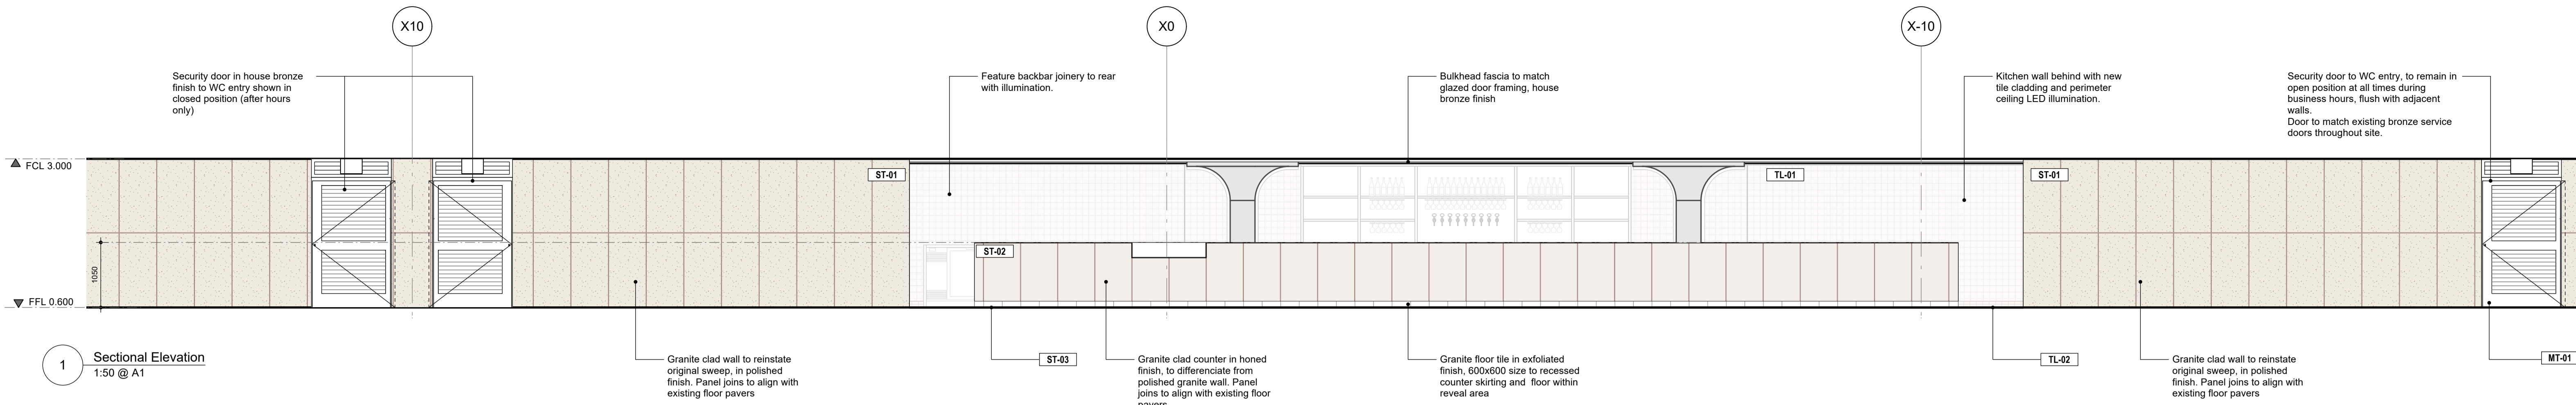 X10
X0
X-10
Security door in house bronze
finish to WC entry shown in
closed position (after hours
only)
Feature backbar joinery to rear
with illumination.
Bulkhead fascia to match
glazed door framing, house
bronze finish
Kitchen wall behind with new
tile cladding and perimeter
ceiling LED illumination.
Security door to WC entry, to remain in
open position at all times during
business hours, flush with adjacent
walls.
Door to match existing bronze service
doors throughout site.
FCL 3.000
ST-01
TL-01
ST-01
ST-02
1050
FFL 0.600
1
Sectional Elevation
1:50 @ A1
Granite clad wall to reinstate
original sweep, in polished
finish. Panel joins to align with
existing floor pavers
ST-03
Granite clad counter in honed
finish, to differenciate from
polished granite wall. Panel
joins to align with existing floor
pavers
Granite floor tile in exfoliated
finish, 600x600 size to recessed
counter skirting and floor within
reveal area
TL-02
Granite clad wall to reinstate
original sweep, in polished
finish. Panel joins to align with
existing floor pavers
MT-01